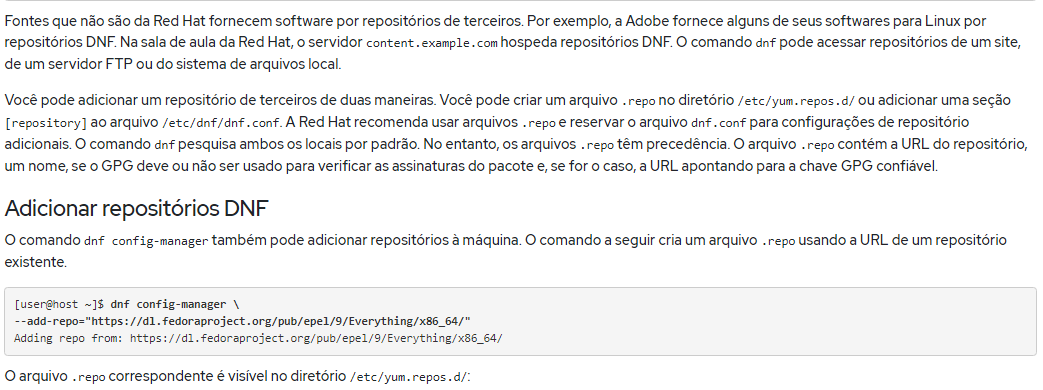 Fontes que não são da Red Hat fornecem software por repositórios de terceiros. Por exemplo, a Adobe fornece alguns de seus softwares para Linux por
repositórios DNF. Na sala de aula da Red Hat, o servidor content.example.com hospeda repositórios DNF. O comando dnf pode acessar repositórios de um site,
de um servidor FTP ou do sistema de arquivos local.
Você pode adicionar um repositório de terceiros de duas maneiras. Você pode criar um arquivo .repo no diretório /etc/yum.repos.d/ ou adicionar uma seção
[repository] ao arquivo /etc/dnf/dnf.conf. A Red Hat recomenda usar arquivos .repo e reservar o arquivo dnf.conf para configurações de repositório
adicionais. O comando dnf pesquisa ambos os locais por padrão. No entanto, os arquivos .repo têm precedência. O arquivo .repo contém a URL do repositório,
um nome, se o GPG deve ou não ser usado para verificar as assinaturas do pacote e, se for o caso, a URL apontando para a chave GPG confiável.
Adicionar repositórios DNF
O comando dnf config-manager também pode adicionar repositórios à máquina. O comando a seguir cria um arquivo .repo usando a URL de um repositório
existente.
[user@host ~]$ dnf config-manager \
--add-repo="https://dl.fedoraproject.org/pub/epel/9/Everything/x86_64/"
Adding repo from: https://dl.fedoraproject.org/pub/epel/9/Everything/x86_64/
O arquivo .repo correspondente é visível no diretório /etc/yum.repos.d/: